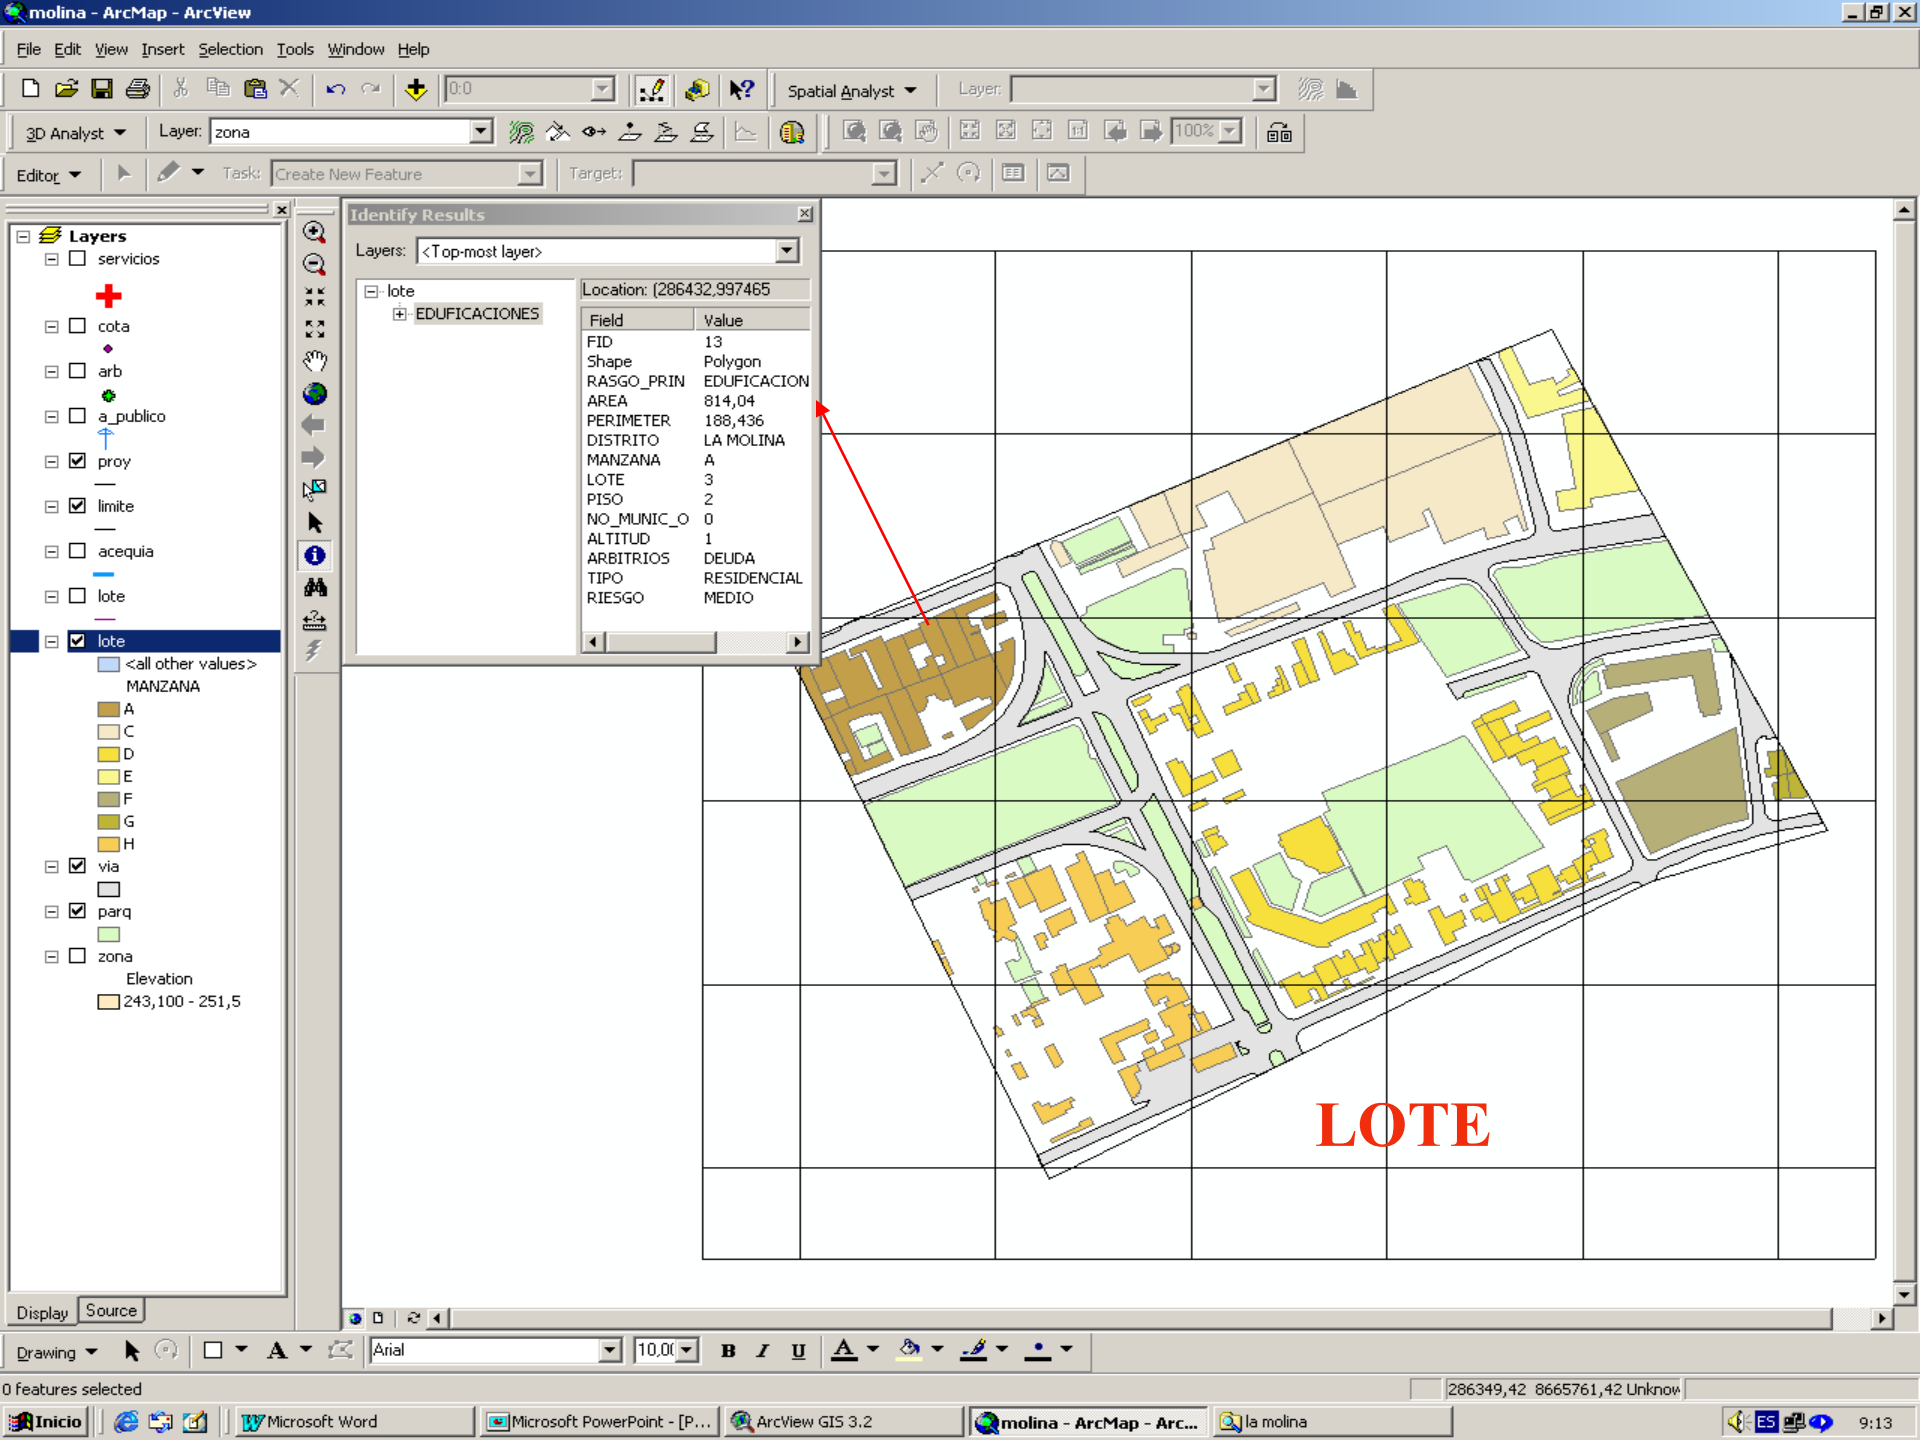 molina - ArcMap - ArcView
File Edit View Insert Selection Tools Window Help
0:0
Spatial Analyst
Layer:
3D Analyst
Layer: zona
1:1
100%
Editor
Task: Create New Feature
Target:
Layers
servicios
cota
arb
a_publico
proy
limite
acequia
lote
lote
<all other values>
MANZANA
A
C
D
E
F
G
H
via
parq
zona
Elevation
243,100 - 251,5
Display Source
Identify Results
Layers: <Top-most layer>
lote
EDUFICACIONES
Location: (286432,997465
Field Value
FID 13
Shape Polygon
RASGO_PRIN EDUFICACION
AREA 814,04
PERIMETER 188,436
DISTRITO LA MOLINA
MANZANA A
LOTE 3
PISO 2
NO_MUNIC_O 0
ALTITUD 1
ARBITRIOS DEUDA
TIPO RESIDENCIAL
RIESGO MEDIO
LOTE
Drawing A Arial 10,0 B I U A
0 features selected
286349,42 8665761,42 Unknow
Inicio Microsoft Word Microsoft PowerPoint - [P... ArcView GIS 3.2 molina - ArcMap - Arc... la molina ES 9:13